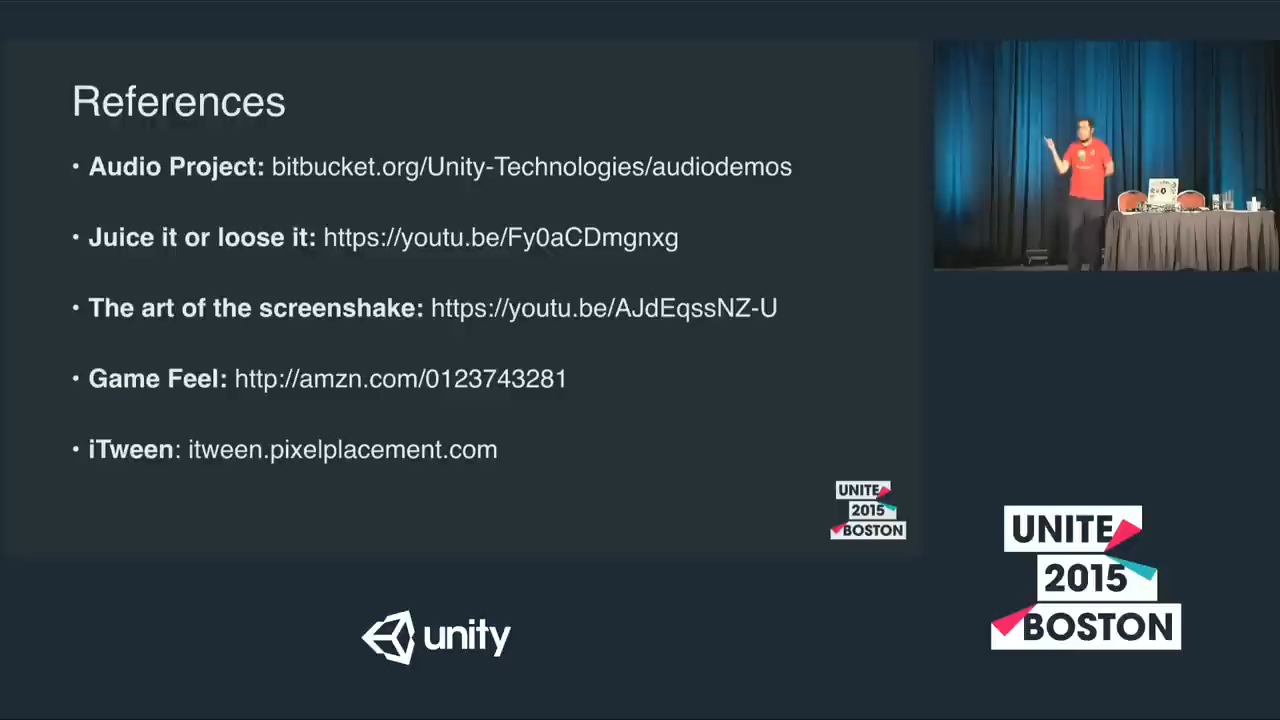 References
• Audio Project: bitbucket.org/Unity-Technologies/audiodemos
• Juice it or loose it: https://youtu.be/Fy0aCDmgnxg
• The art of the screenshake: https://youtu.be/AJdEqssNZ-U
• Game Feel: http://amzn.com/0123743281
• iTween: itween.pixelplacement.com
UNITE
2015
BOSTON
UNITE
2015
BOSTON
unity